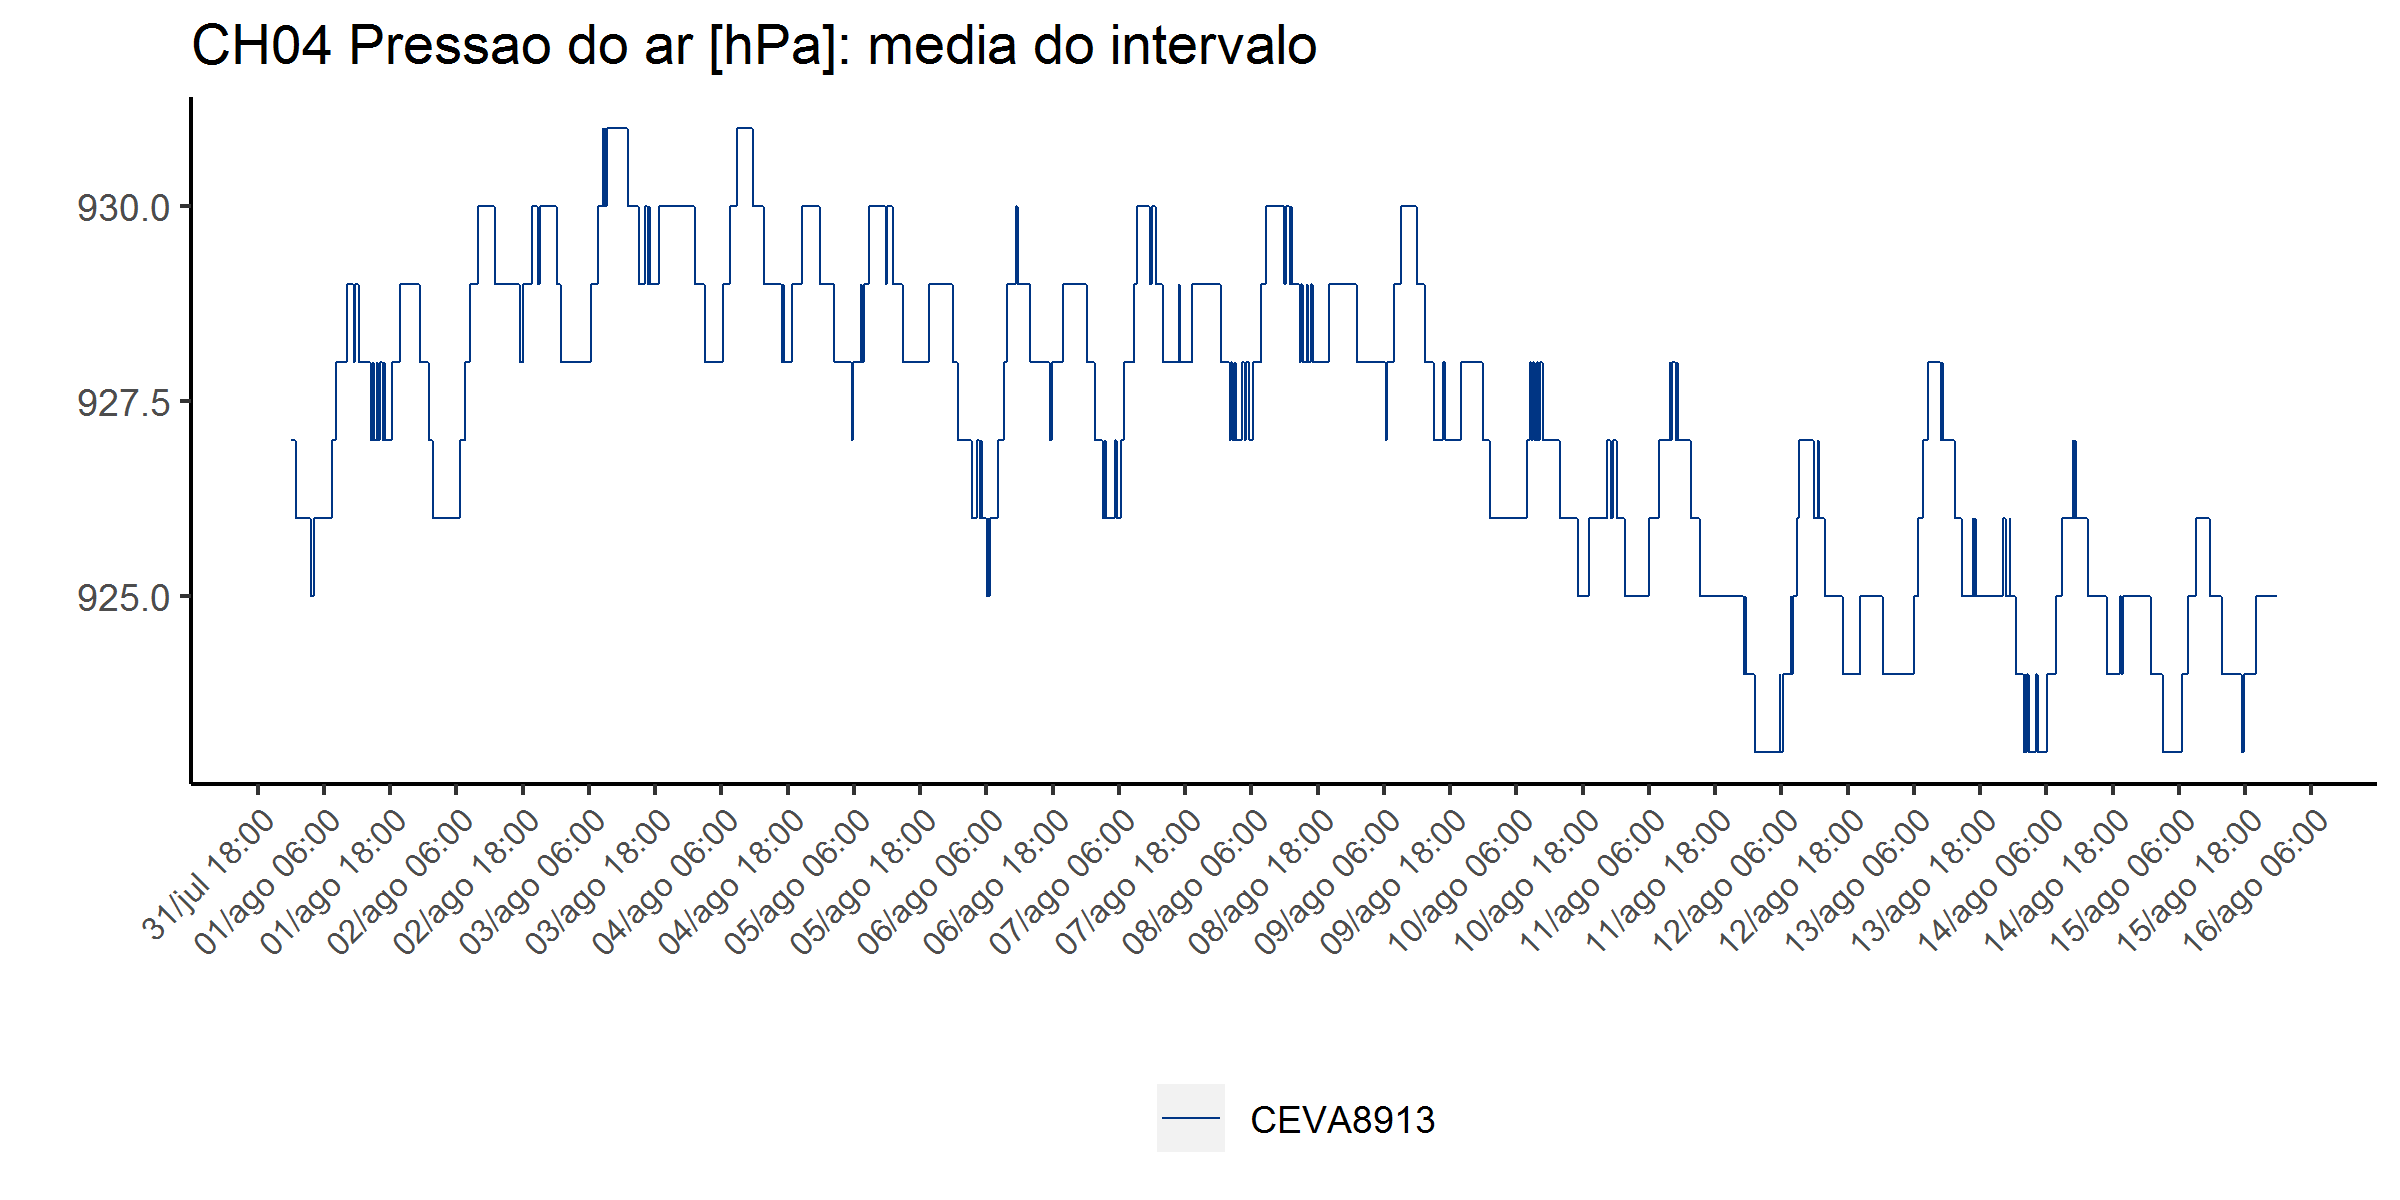 CH04 Pressao do ar [hPa]: media do intervalo
930.0
927.5
925.0
31/jul 18:00
01/ago 06:00
01/ago 18:00
02/ago 06:00
02/ago 18:00
03/ago 06:00
03/ago 18:00
04/ago 06:00
04/ago 18:00
05/ago 06:00
05/ago 18:00
06/ago 06:00
06/ago 18:00
07/ago 06:00
07/ago 18:00
08/ago 06:00
08/ago 18:00
09/ago 06:00
09/ago 18:00
10/ago 06:00
10/ago 18:00
11/ago 06:00
11/ago 18:00
12/ago 06:00
12/ago 18:00
13/ago 06:00
13/ago 18:00
14/ago 06:00
14/ago 18:00
15/ago 06:00
15/ago 18:00
16/ago 06:00
CEVA8913